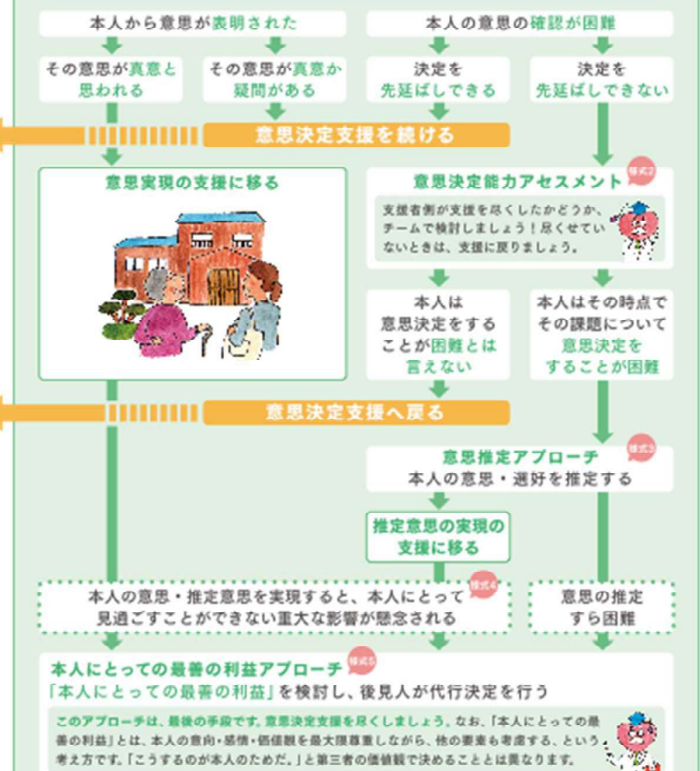 本人から意思が表明された
本人の意思の確認が困難
その意思が真意と
思われる
その意思が真意か
疑問がある
決定を
先延ばしできる
決定を
先延ばしできない
意思決定支援を続ける
意思実現の支援に移る
様式2
意思決定能力アセスメント
支援者側が支援を尽くしたかどうか、
チームで検討しましょう！尽くせてい
ないときは、支援に戻りましょう。
本人は
意思決定をする
ことが困難とは
言えない
本人はその時点で
その課題について
意思決定を
することが困難
意思決定支援へ戻る
様式3
意思推定アプローチ
本人の意思・選好を推定する
推定意思の実現の
支援に移る
様式4
本人の意思・推定意思を実現すると、本人にとって
見過ごすことができない重大な影響が懸念される
意思の推定
すら困難
本人にとっての最善の利益アプローチ
様式5
「本人にとっての最善の利益」を検討し、後見人が代行決定を行う
このアプローチは、最後の手段です。意思決定支援を尽くしましょう。なお、「本人にとっての最
善の利益」とは、本人の意向・感情・価値観を最大限尊重しながら、他の要素も考慮する、という
考え方です。「こうするのが本人のためだ。」と第三者の価値観で決めることとは異なります。